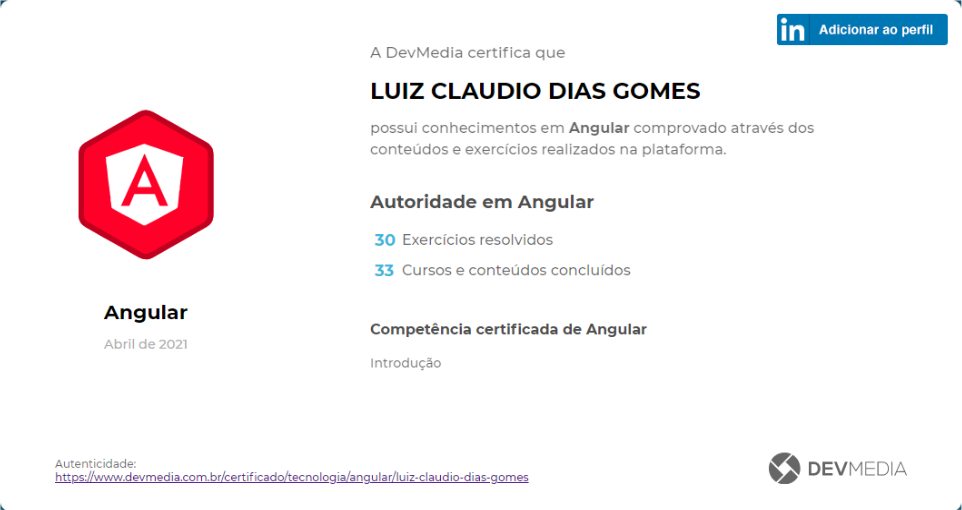 in Adicionar ao perfil
A DevMedia certifica que
LUIZ CLAUDIO DIAS GOMES
possui conhecimentos em Angular comprovado através dos
conteúdos e exercícios realizados na plataforma.
A
Autoridade em Angular
30 Exercícios resolvidos
33 Cursos e conteúdos concluídos
Angular
Abril de 2021
Competência certificada de Angular
Introdução
Autenticidade:
https://www.devmedia.com.br/certificado/tecnologia/angular/luiz-claudio-dias-gomes
DEVMEDIA